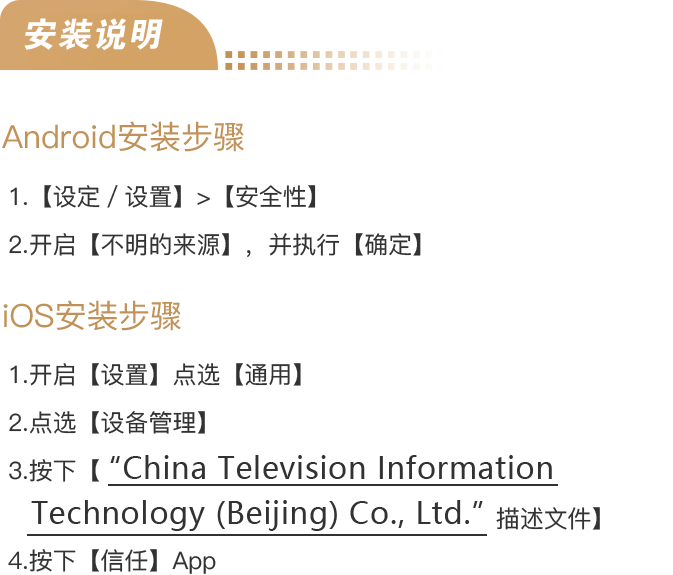 安装说明
Android安装步骤
1.【设定 / 设置】>【安全性】
2.开启【不明的来源】，并执行【确定】
iOS安装步骤
1.开启【设置】点选【通用】
2.点选【设备管理】
3.按下【 “China Television Information
Technology (Beijing) Co., Ltd.” 描述文件】
4.按下【信任】App